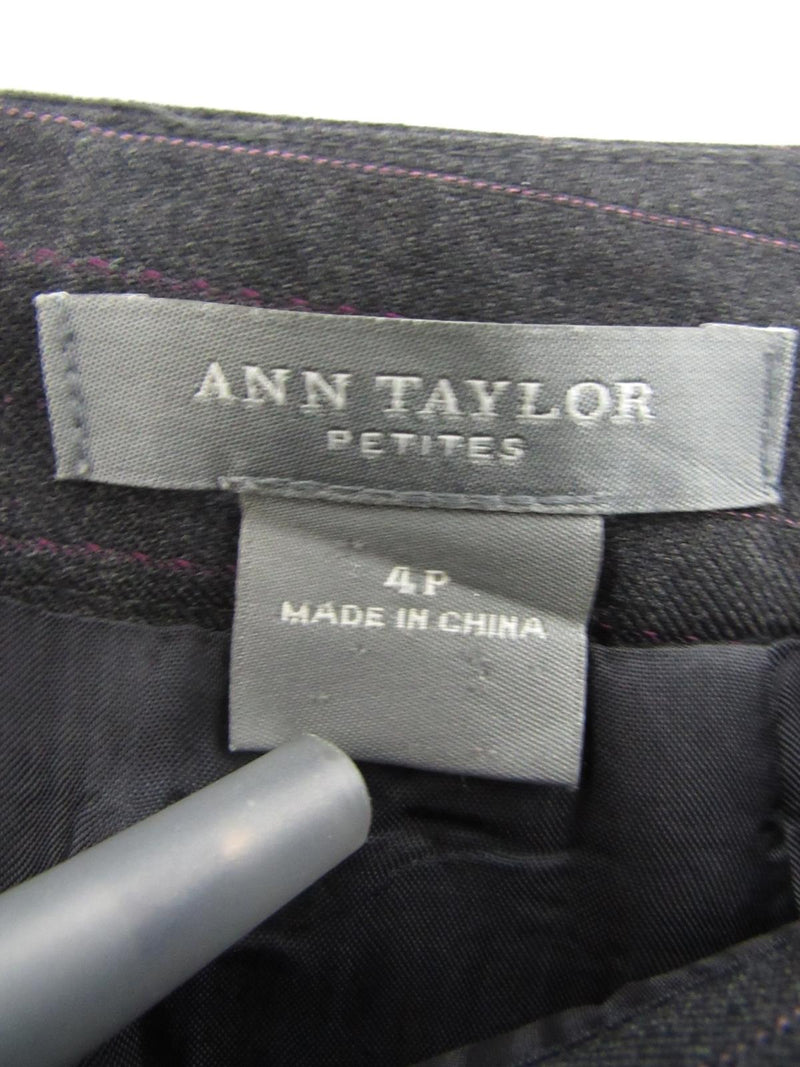 ANN TAYLOR
PETITES
4P
MADE IN CHINA